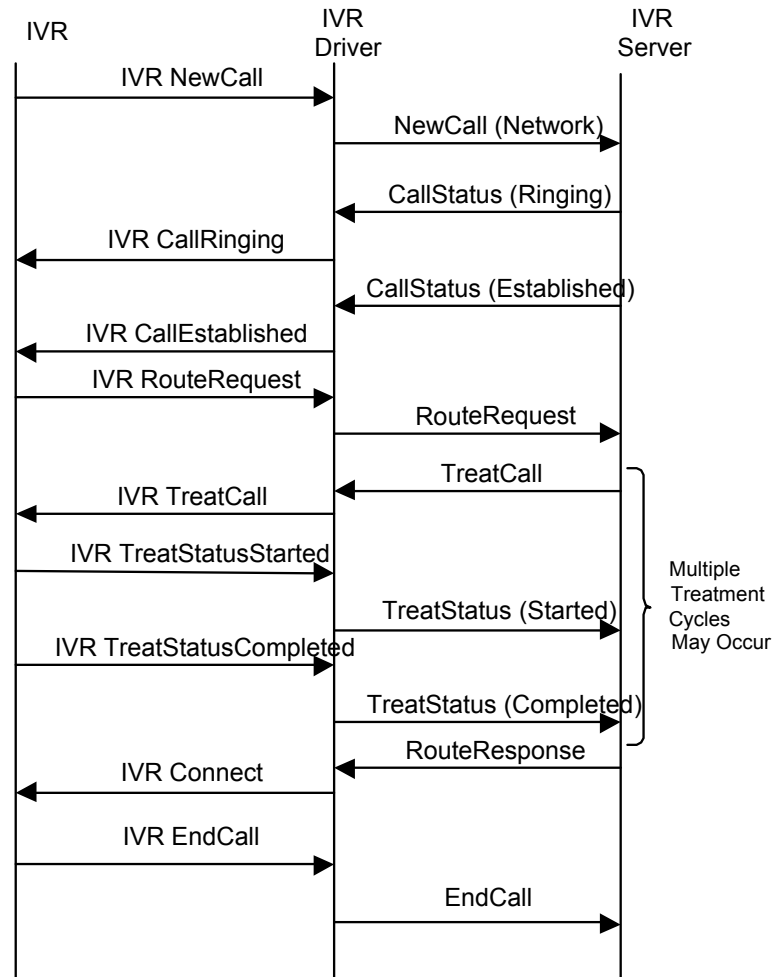 IVR
IVR
Driver
IVR
Server
IVR NewCall
NewCall (Network)
CallStatus (Ringing)
IVR CallRinging
CallStatus (Established)
IVR CallEstablished
IVR RouteRequest
RouteRequest
TreatCall
IVR TreatCall
IVR TreatStatusStarted
Multiple
Treatment
Cycles
May Occur
TreatStatus (Started)
IVR TreatStatusCompleted
TreatStatus (Completed)
RouteResponse
IVR Connect
IVR EndCall
EndCall